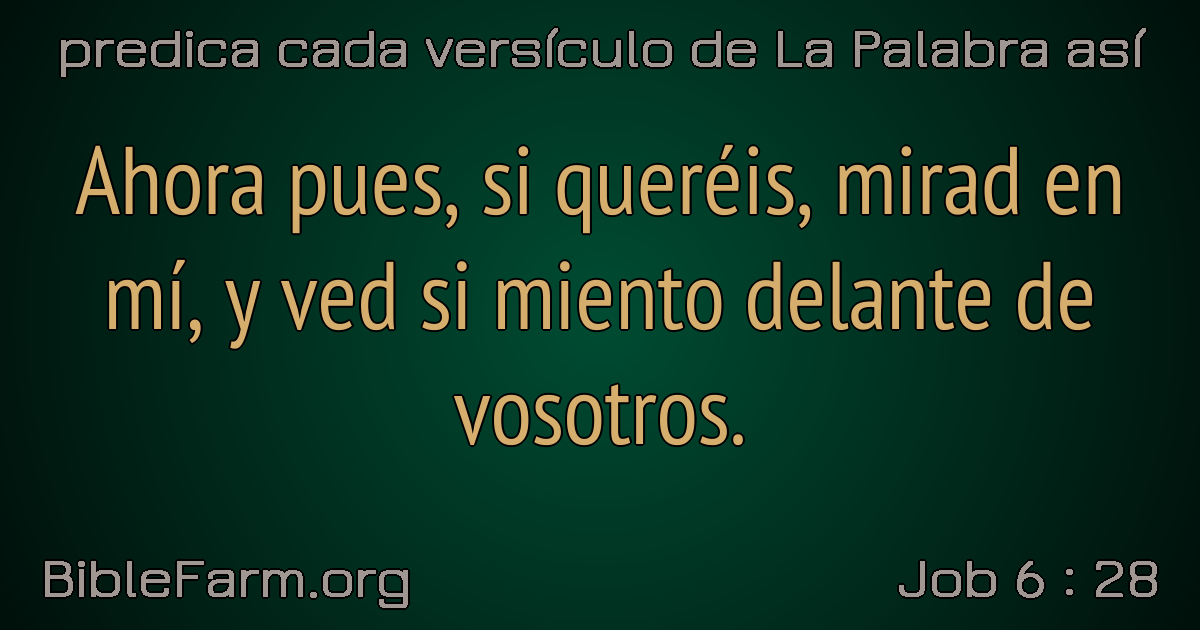 predica cada versículo de La Palabra así
Ahora pues, si queréis, mirad en
mí, y ved si miento delante de
vosotros.
BibleFarm.org
Job 6 : 28